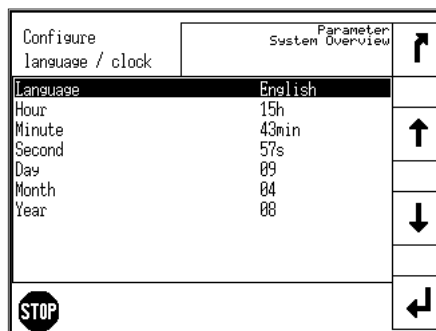 Configure
language / clock
Parameter
System Overview
Language English
Hour 15h
Minute 43min
Second 57s
Day 09
Month 04
Year 08
STOP